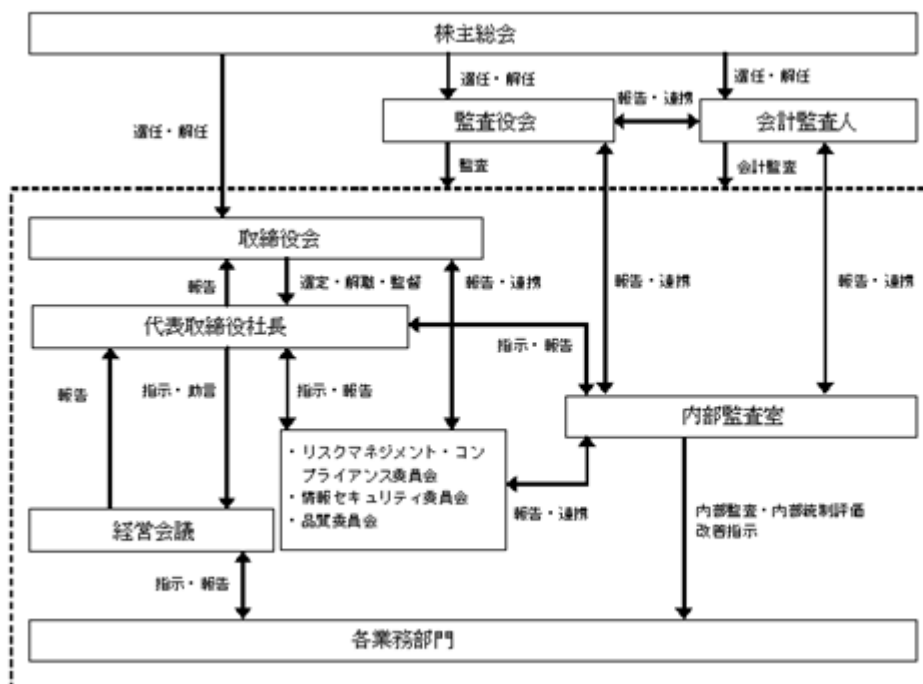 株主総会
選任・解任
選任・解任
選任・解任
報告・連携
監査役会
会計監査人
監査
会計監査
取締役会
報告
選定・解職・監督
報告・連携
報告・連携
報告・連携
代表取締役社長
指示・報告
報告
指示・助言
指示・報告
内部監査室
・リスクマネジメント・コン
プライアンス委員会
・情報セキュリティ委員会
・品質委員会
報告・連携
内部監査・内部統制評価
改善指示
経営会議
指示・報告
各業務部門